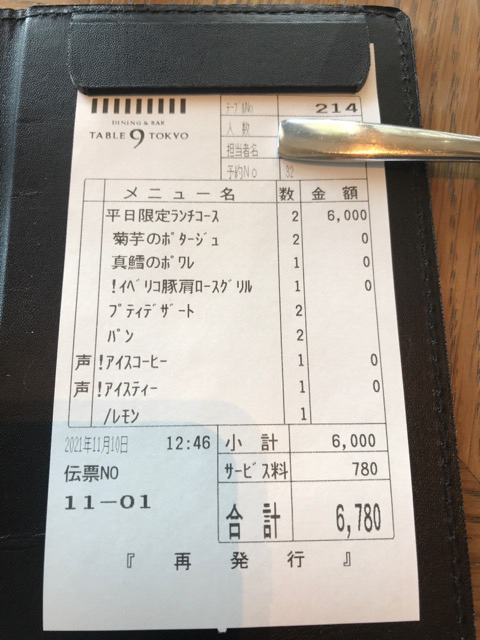 DINING & BAR
TABLE 9 TOKYO
ﾃｰﾌﾞﾙNo 214
人数
担当者名
予約No 32
メニュー名 数 金額
平日限定ﾗﾝﾁｺｰｽ 2 6,000
菊芋のﾎﾟﾀｰｼﾞｭ 2 0
真鱈のﾎﾟﾜﾚ 1 0
!ｲﾍﾞﾘｺ豚肩ﾛｰｽｸﾞﾘﾙ 1 0
ﾌﾟﾃｨﾃﾞｻﾞｰﾄ 2
ﾊﾟﾝ 2
声 !ｱｲｽｺｰﾋｰ 1 0
声 !ｱｲｽﾃｨｰ 1 0
/ﾚﾓﾝ 1
2021年11月10日 12:46 小計 6,000
伝票NO ｻｰﾋﾞｽ料 780
11-01
合計 6,780
『再発行』